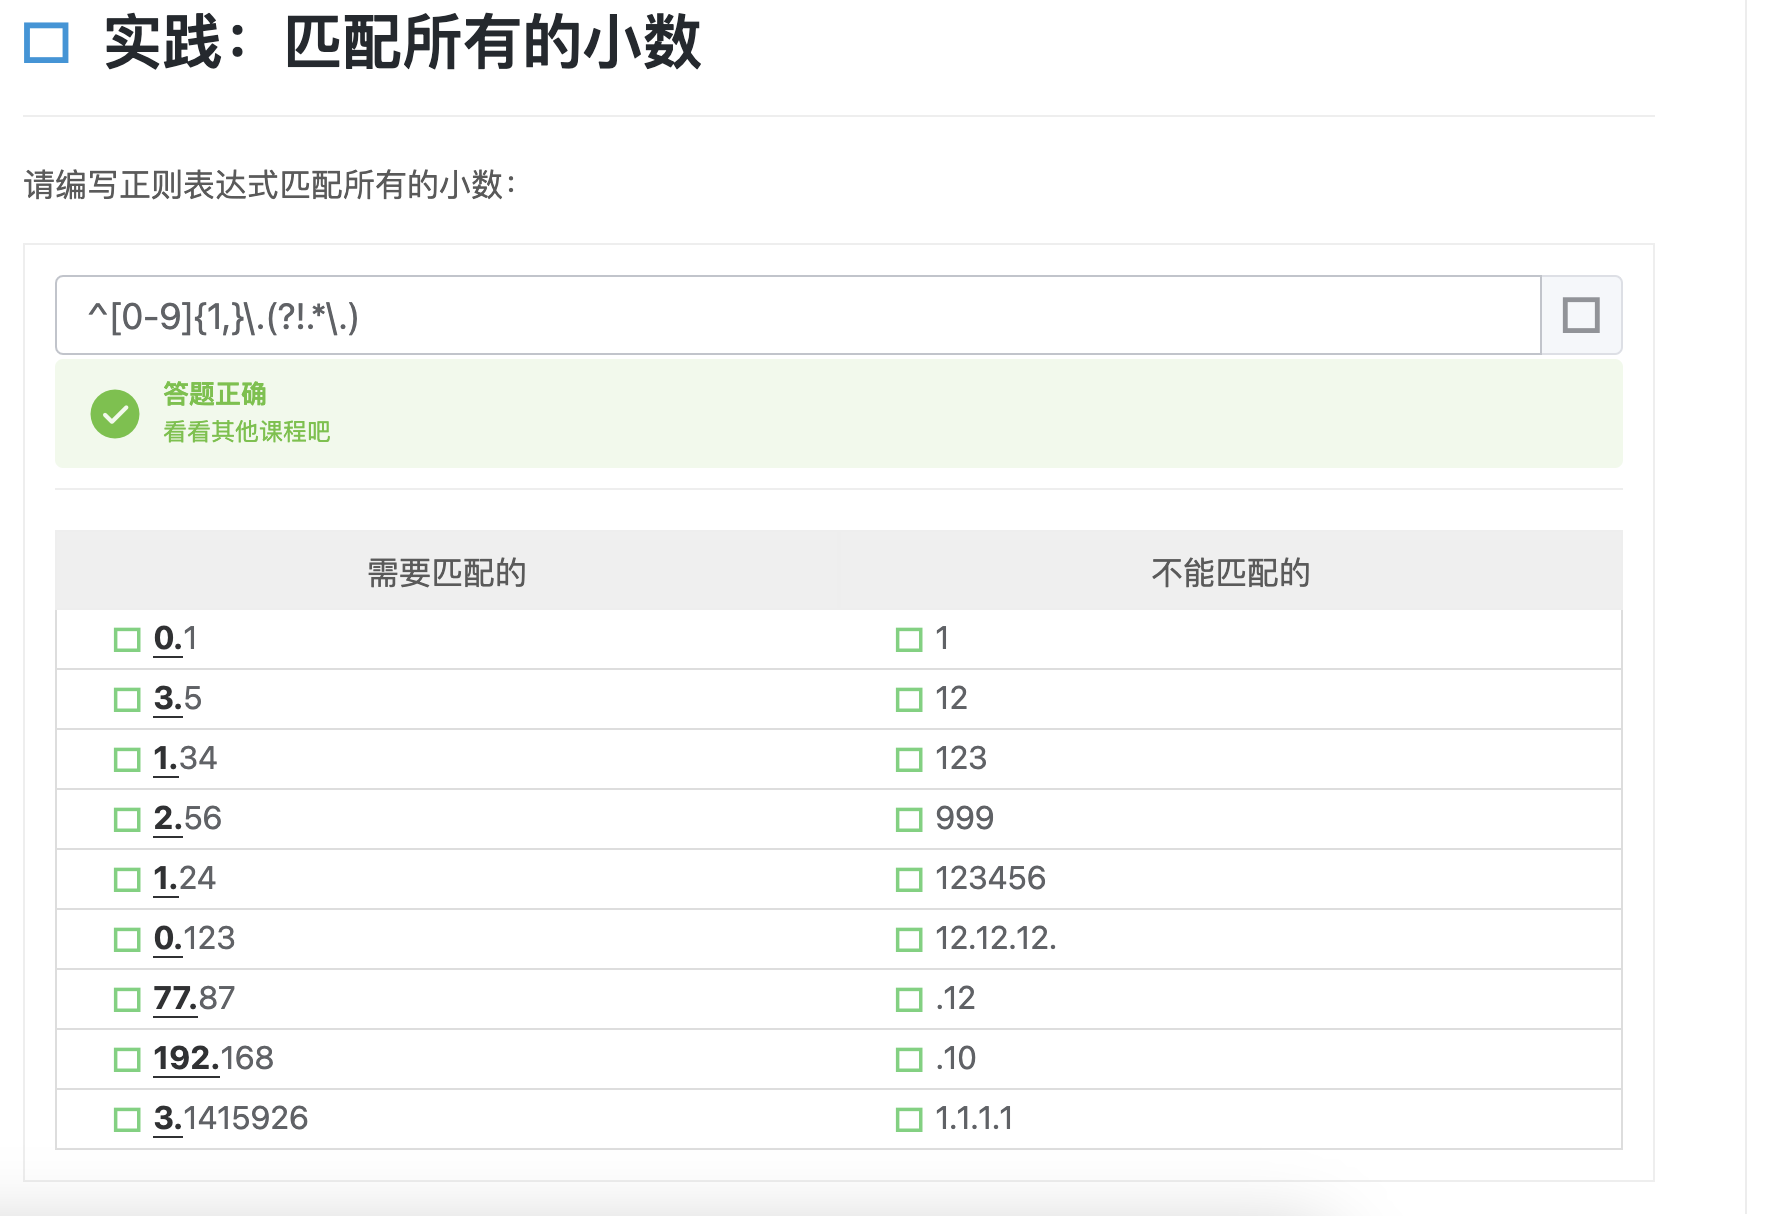 实践：匹配所有的小数
请编写正则表达式匹配所有的小数：
^[0-9]{1,}\.(?!.*\.)
答题正确
看看其他课程吧
需要匹配的 不能匹配的
0.1 1
3.5 12
1.34 123
2.56 999
1.24 123456
0.123 12.12.12.
77.87 .12
192.168 .10
3.1415926 1.1.1.1